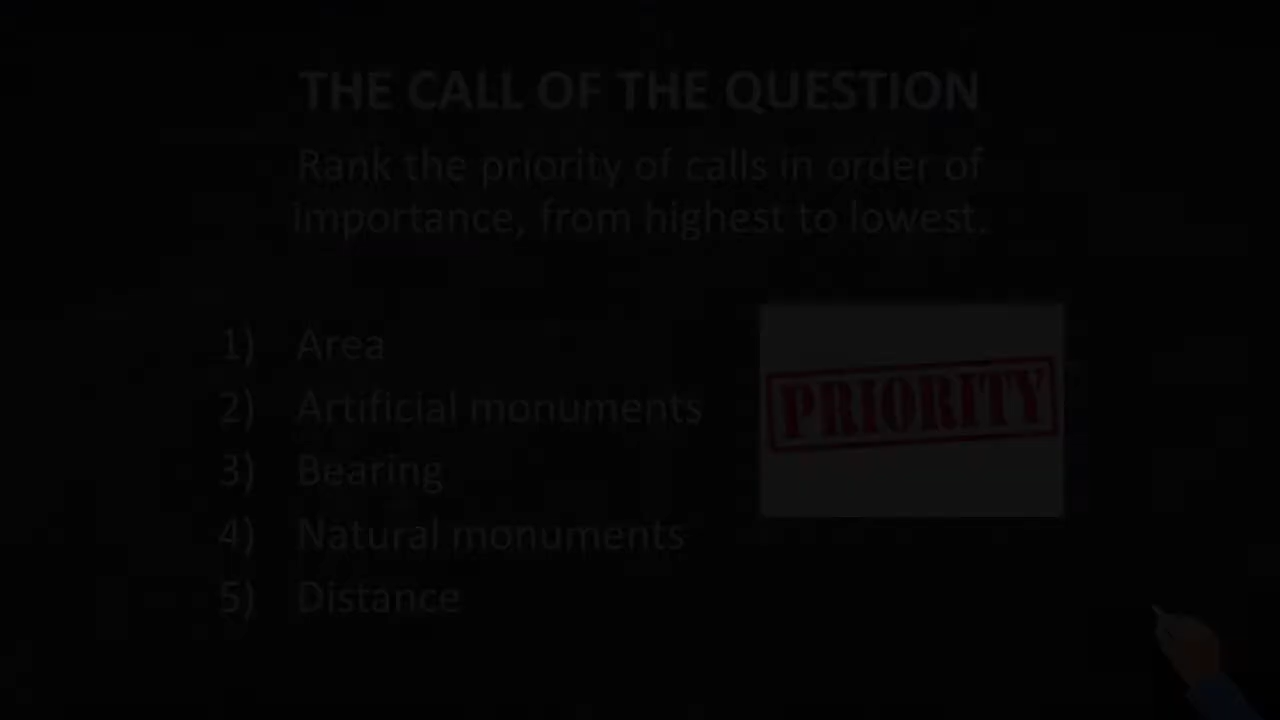 THE CALL OF THE QUESTION
Rank the priority of calls in order of
importance, from highest to lowest.
1) Area
2) Artificial monuments
3) Bearing
4) Natural monuments
5) Distance
PRIORITY